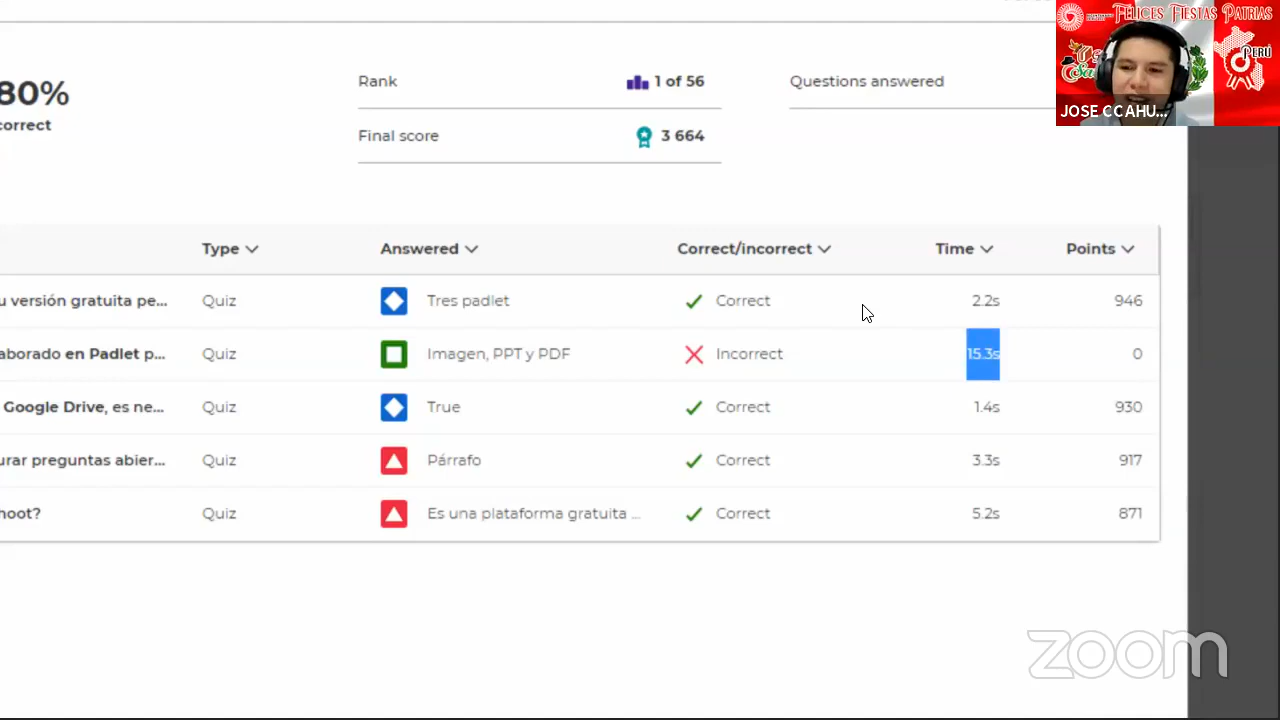 FELICES FIESTAS PATRIAS
PERÚ
JOSE CCAHU...
80%
orrect
Rank
1 of 56
Questions answered
Final score
3 664
Type
Answered
Correct/incorrect
Time
Points
u versión gratuita pe...
Quiz
Tres padlet
Correct
2.2s
946
aborado en Padlet p...
Quiz
Imagen, PPT y PDF
Incorrect
15.3s
0
Google Drive, es ne...
Quiz
True
Correct
1.4s
930
urar preguntas abier...
Quiz
Párrafo
Correct
3.3s
917
hoot?
Quiz
Es una plataforma gratuita ...
Correct
5.2s
871
zoom